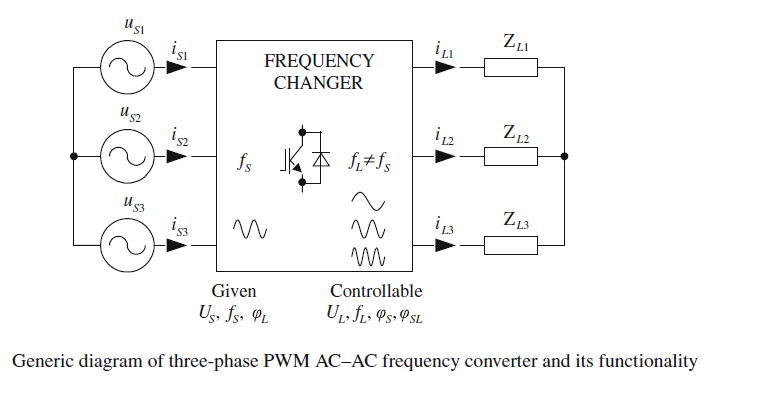 u_S1
i_S1
FREQUENCY
CHANGER
i_L1
Z_L1
u_S2
i_S2
f_S
f_L≠f_S
i_L2
Z_L2
u_S3
i_S3
i_L3
Z_L3
Given
U_S, f_S, φ_L
Controllable
U_L, f_L, φ_S, φ_SL
Generic diagram of three-phase PWM AC–AC frequency converter and its functionality